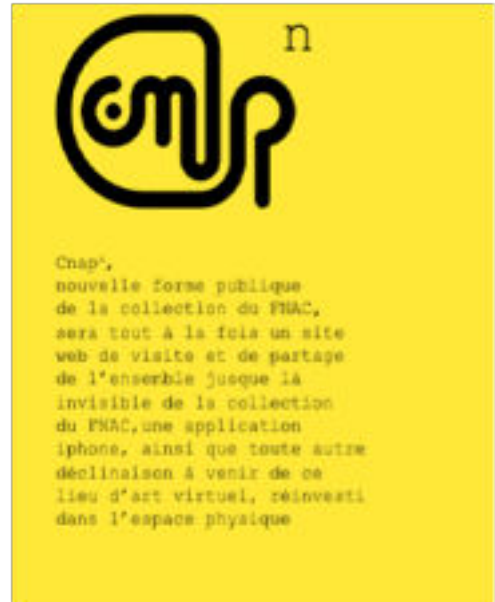 cnap
n
Cnapⁿ,
nouvelle forme publique
de la collection du FNAC,
sera tout à la fois un site
web de visite et de partage
de l'ensemble jusque là
invisible de la collection
du FNAC,une application
iphone, ainsi que toute autre
déclinaison à venir de ce
lieu d'art virtuel, réinvesti
dans l'espace physique